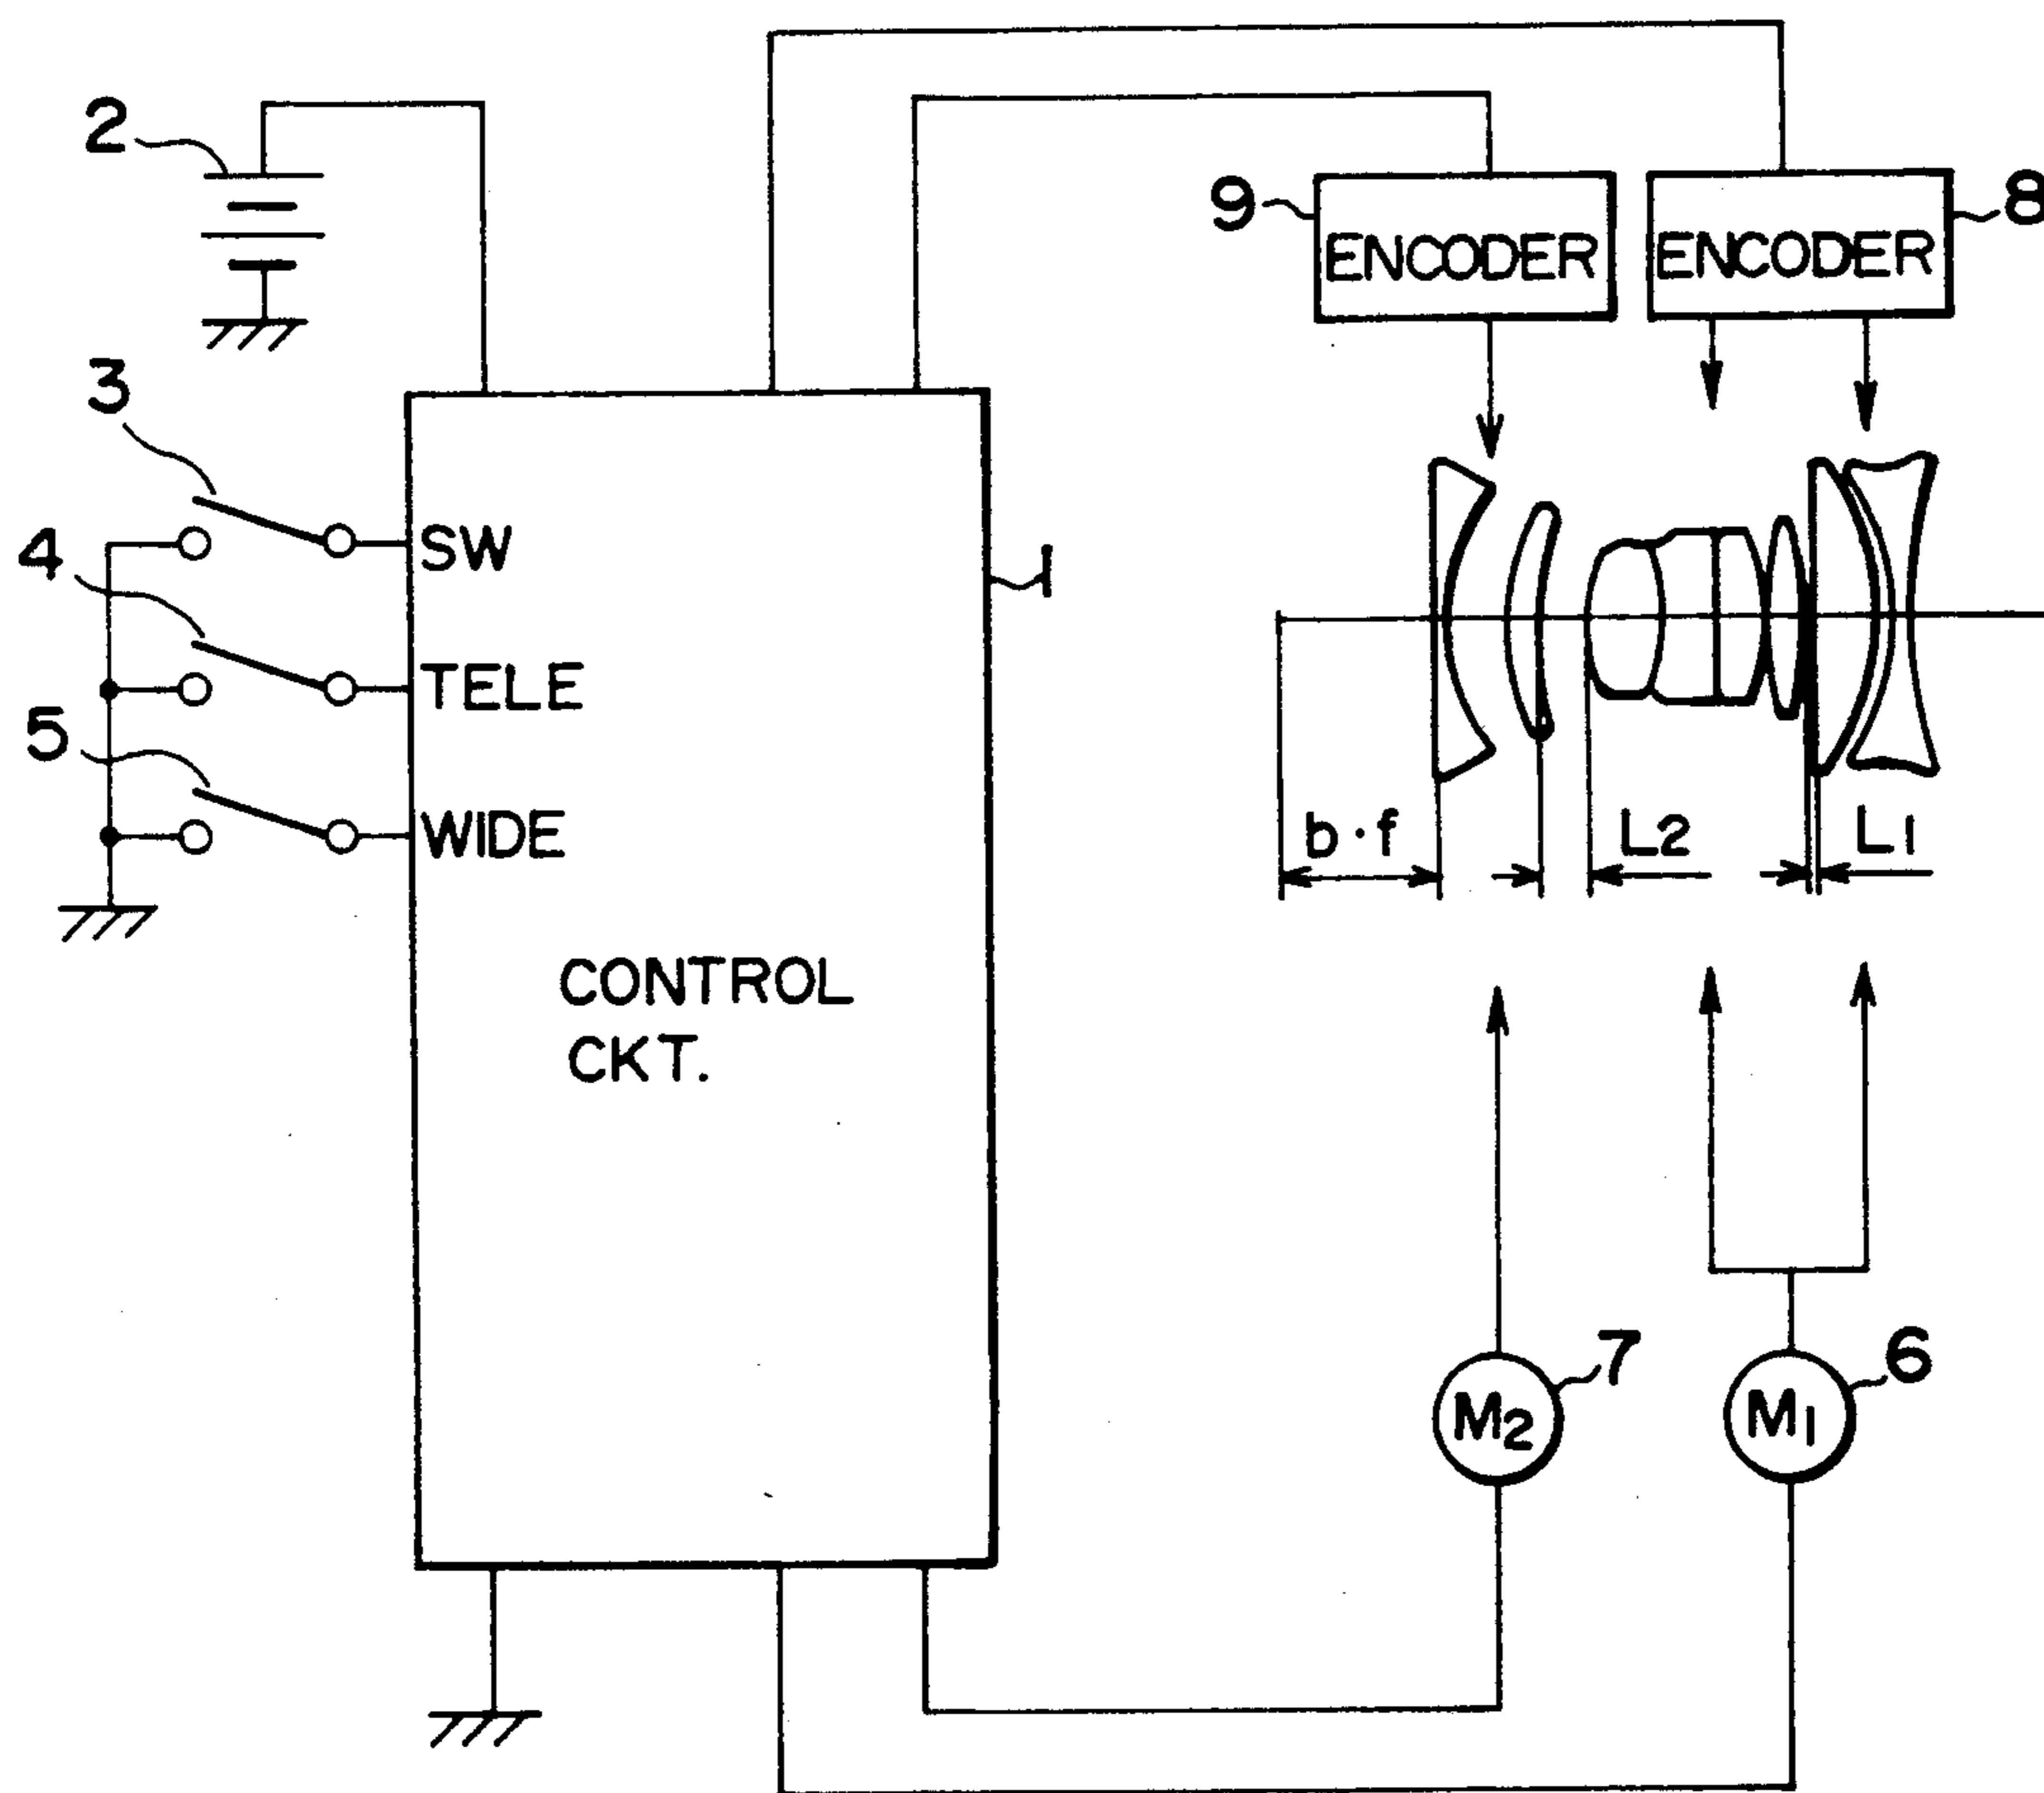 2
9
ENCODER
ENCODER
8
3
4
SW
1
TELE
5
WIDE
b·f
L2
L1
CONTROL
CKT.
7
6
M2
M1